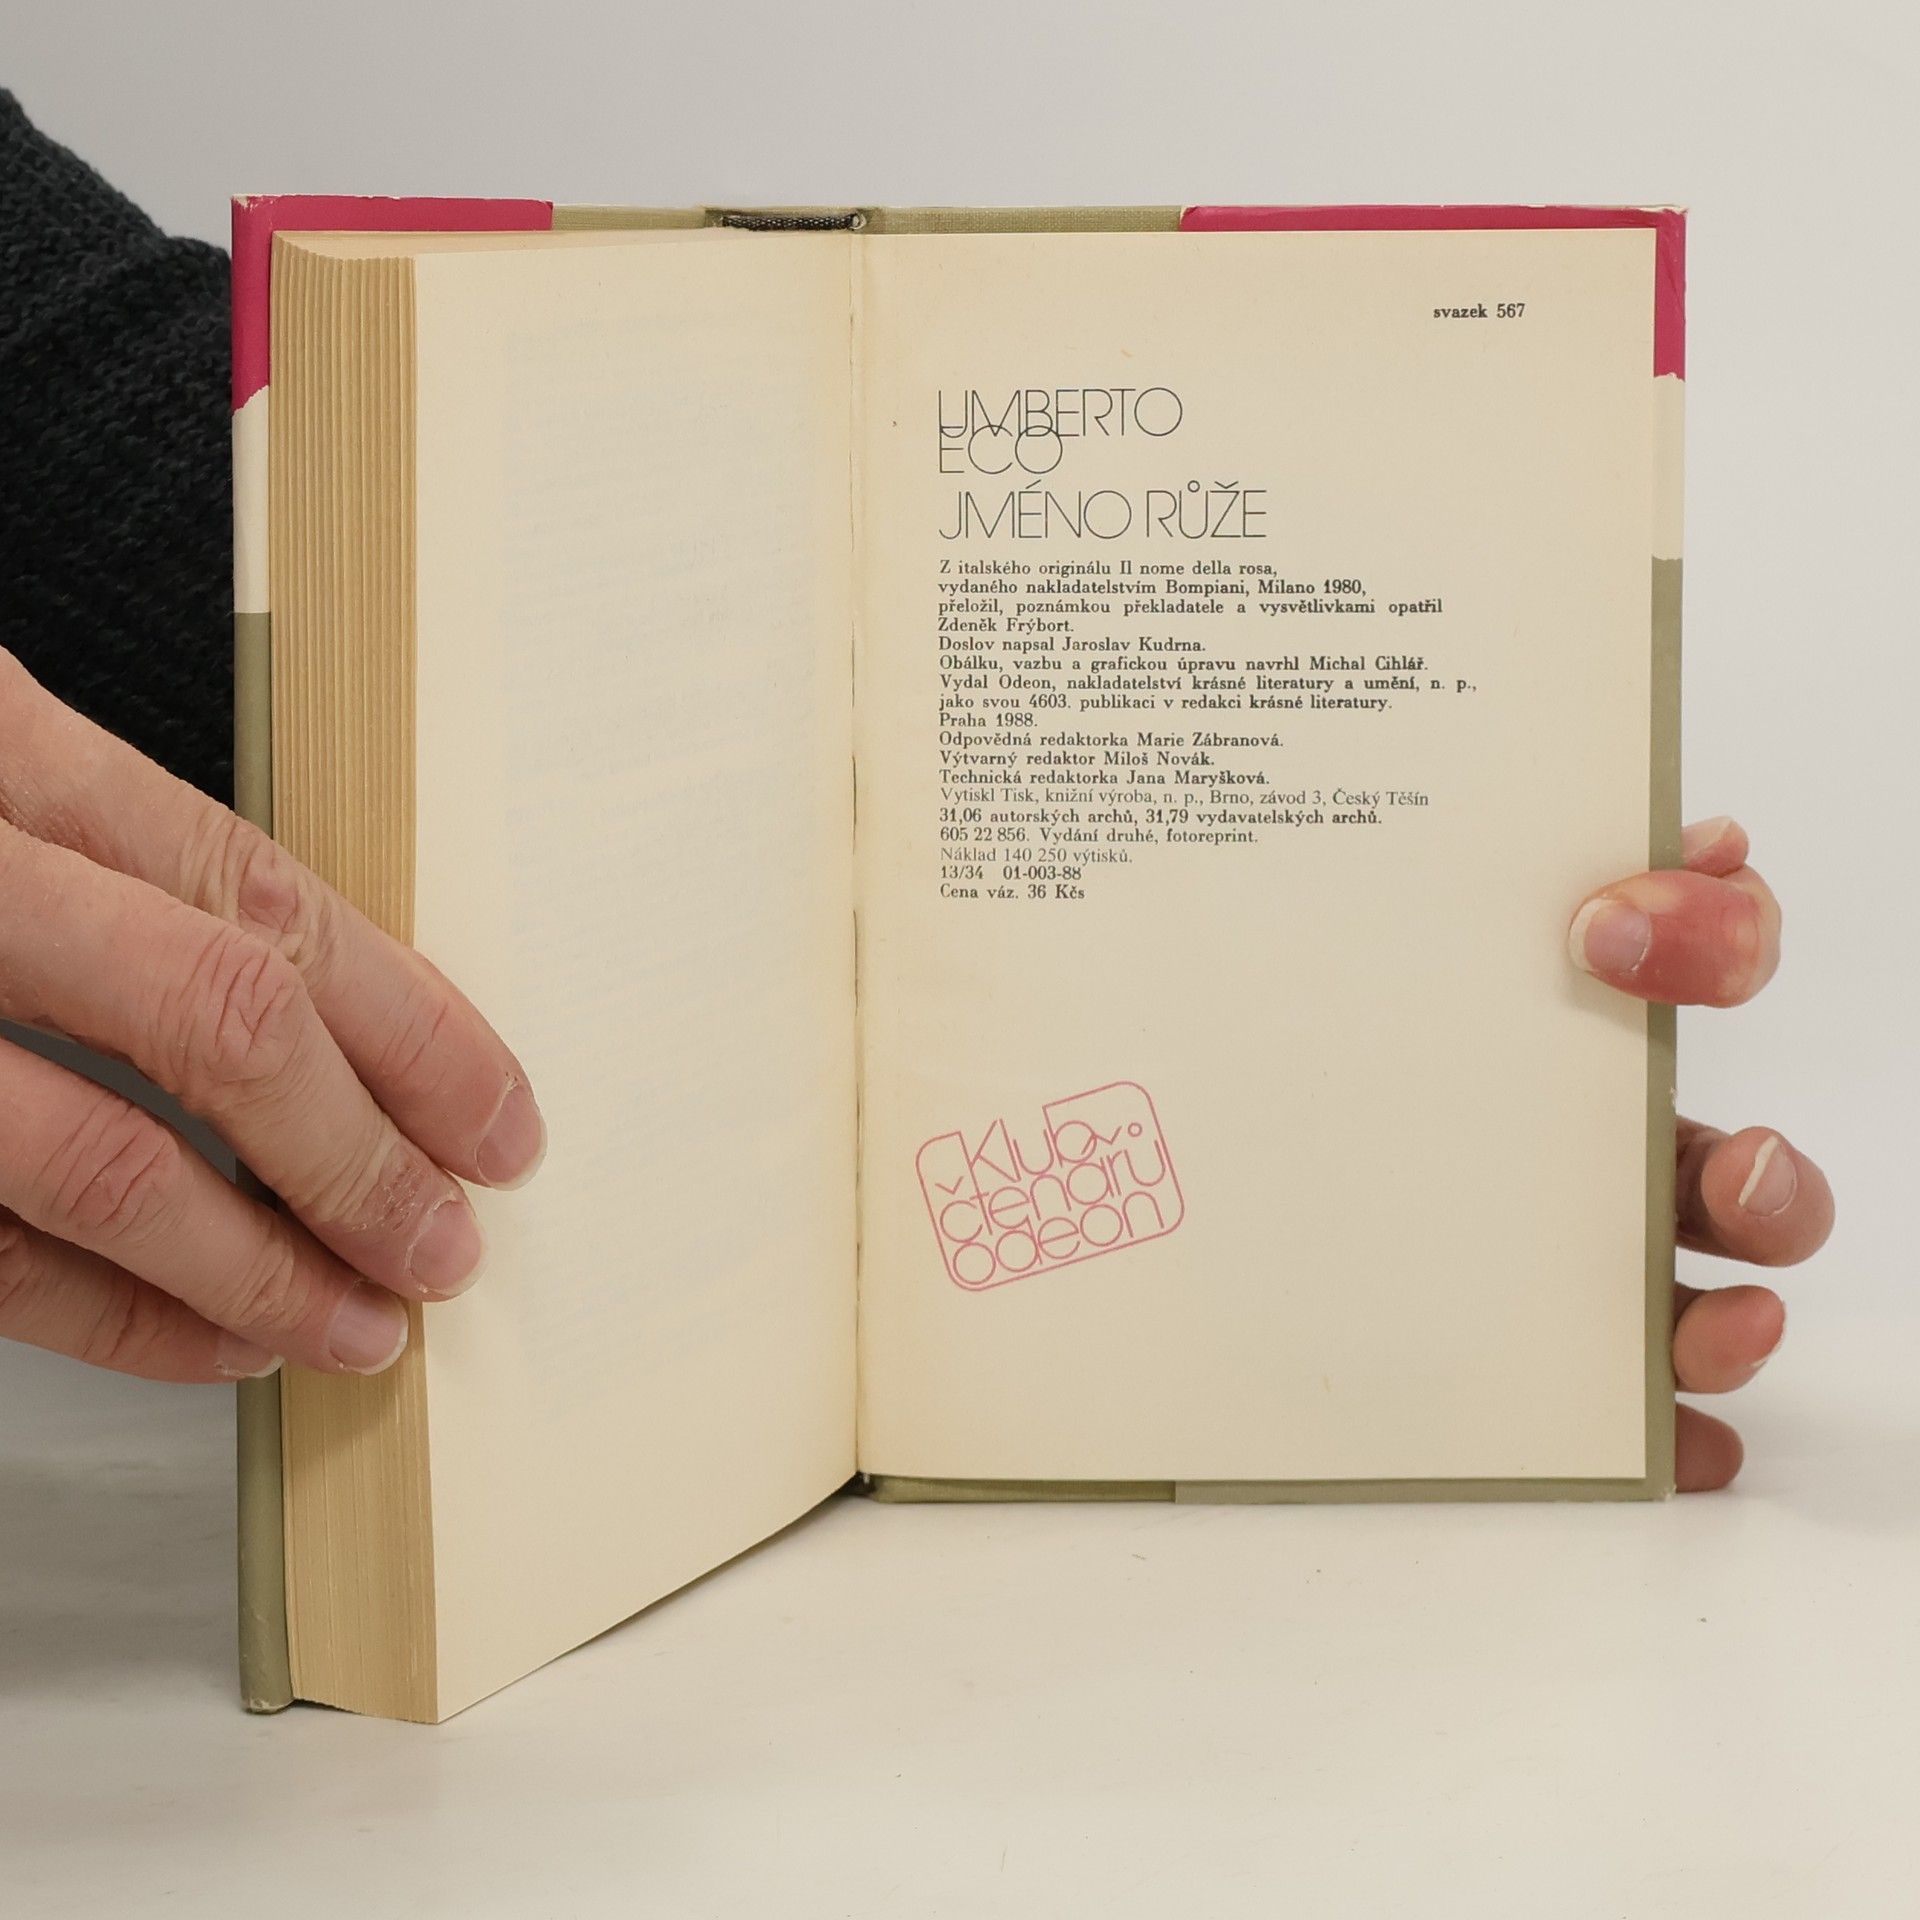 svazek 567
UMBERTO
ECO
JMÉNO RŮŽE
Z italského originálu Il nome della rosa,
vydaného nakladatelstvím Bompiani, Milano 1980,
přeložil, poznámkou překladatele a vysvětlivkami opatřil
Zdeněk Frýbort.
Doslov napsal Jaroslav Kudrna.
Obálku, vazbu a grafickou úpravu navrhl Michal Cihlář.
Vydal Odeon, nakladatelství krásné literatury a umění, n. p.,
jako svou 4603. publikaci v redakci krásné literatury.
Praha 1988.
Odpovědná redaktorka Marie Zábranová.
Výtvarný redaktor Miloš Novák.
Technická redaktorka Jana Maryšková.
Vytiskl Tisk, knižní výroba, n. p., Brno, závod 3, Český Těšín
31,06 autorských archů, 31,79 vydavatelských archů.
605 22 856. Vydání druhé, fotoreprint.
Náklad 140 250 výtisků.
13/34 01-003-88
Cena váz. 36 Kčs
Klub
čtenářů
odeon